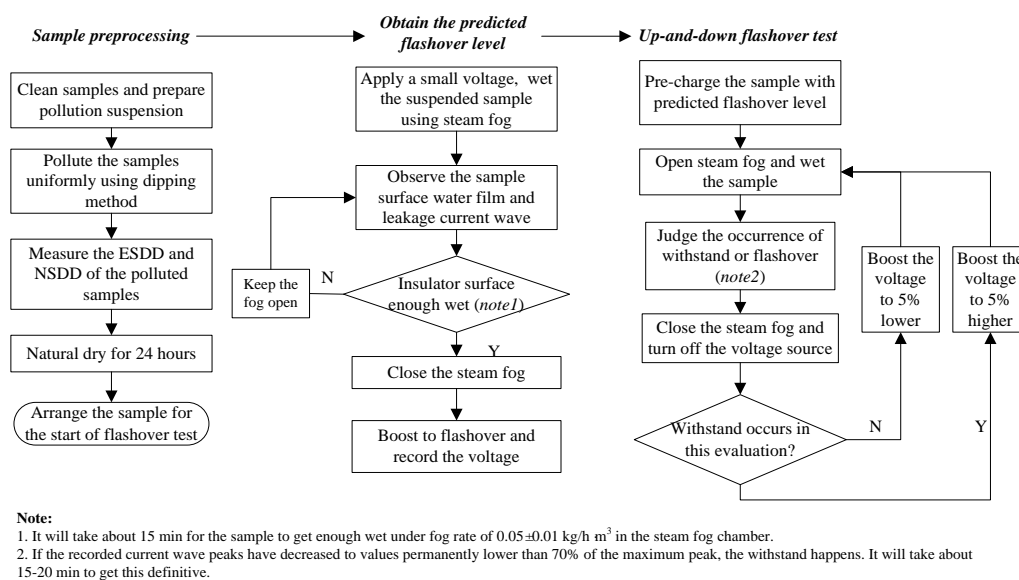 Sample preprocessing
Obtain the predicted
flashover level
Up-and-down flashover test
Clean samples and prepare
pollution suspension
Pollute the samples
uniformly using dipping
method
Measure the ESDD and
NSDD of the polluted
samples
Natural dry for 24 hours
Arrange the sample for
the start of flashover test
Apply a small voltage, wet
the suspended sample
using steam fog
Observe the sample
surface water film and
leakage current wave
Keep the
fog open
N
Insulator surface
enough wet (note1)
Y
Close the steam fog
Boost to flashover and
record the voltage
Pre-charge the sample with
predicted flashover level
Open steam fog and wet
the sample
Judge the occurrence of
withstand or flashover
(note2)
Close the steam fog and
turn off the voltage source
Withstand occurs in
this evaluation?
N
Boost the
voltage
to 5%
lower
Y
Boost the
voltage
to 5%
higher
Note:
1. It will take about 15 min for the sample to get enough wet under fog rate of 0.05±0.01 kg/h m³ in the steam fog chamber.
2. If the recorded current wave peaks have decreased to values permanently lower than 70% of the maximum peak, the withstand happens. It will take about
15-20 min to get this definitive.